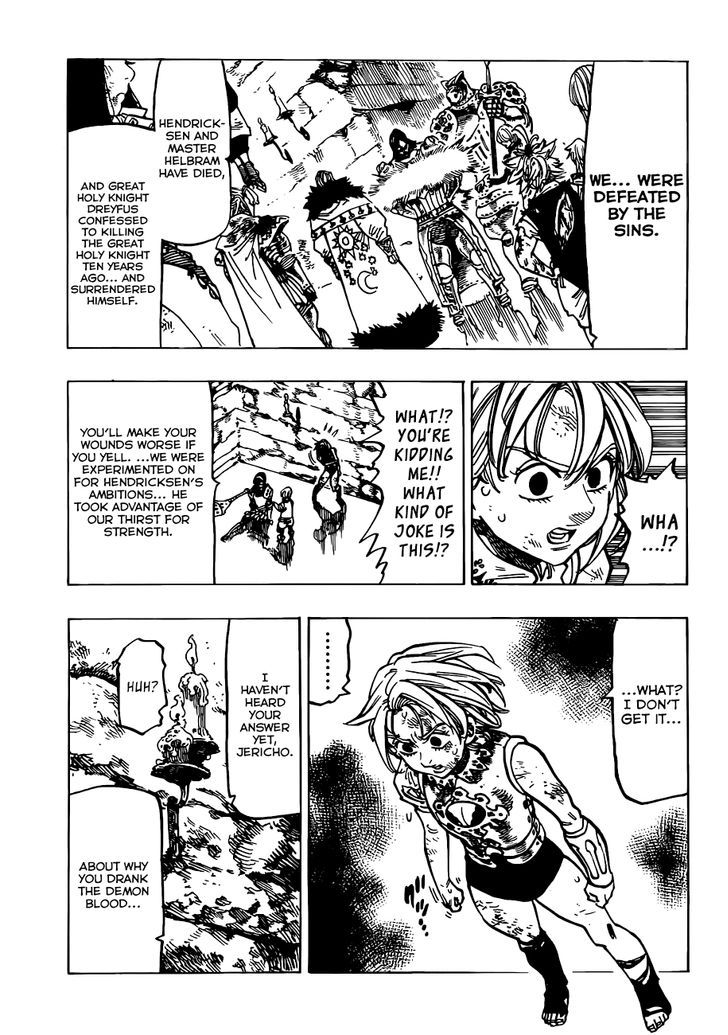 WE... WERE
DEFEATED
BY THE
SINS.
HENDRICK-
SEN AND
MASTER
HELBRAM
HAVE DIED,
AND GREAT
HOLY KNIGHT
DREYFUS
CONFESSED
TO KILLING
THE GREAT
HOLY KNIGHT
TEN YEARS
AGO... AND
SURRENDERED
HIMSELF.
WHA
...!?
WHAT!?
YOU'RE
KIDDING
ME!!
WHAT
KIND OF
JOKE IS
THIS!?
YOU'LL MAKE YOUR
WOUNDS WORSE IF
YOU YELL. ...WE WERE
EXPERIMENTED ON
FOR HENDRICKSEN'S
AMBITIONS... HE
TOOK ADVANTAGE OF
OUR THIRST FOR
STRENGTH.
...WHAT?
I DON'T
GET IT...
......
I
HAVEN'T
HEARD
YOUR
ANSWER
YET,
JERICHO.
HUH?
ABOUT WHY
YOU DRANK
THE DEMON
BLOOD...